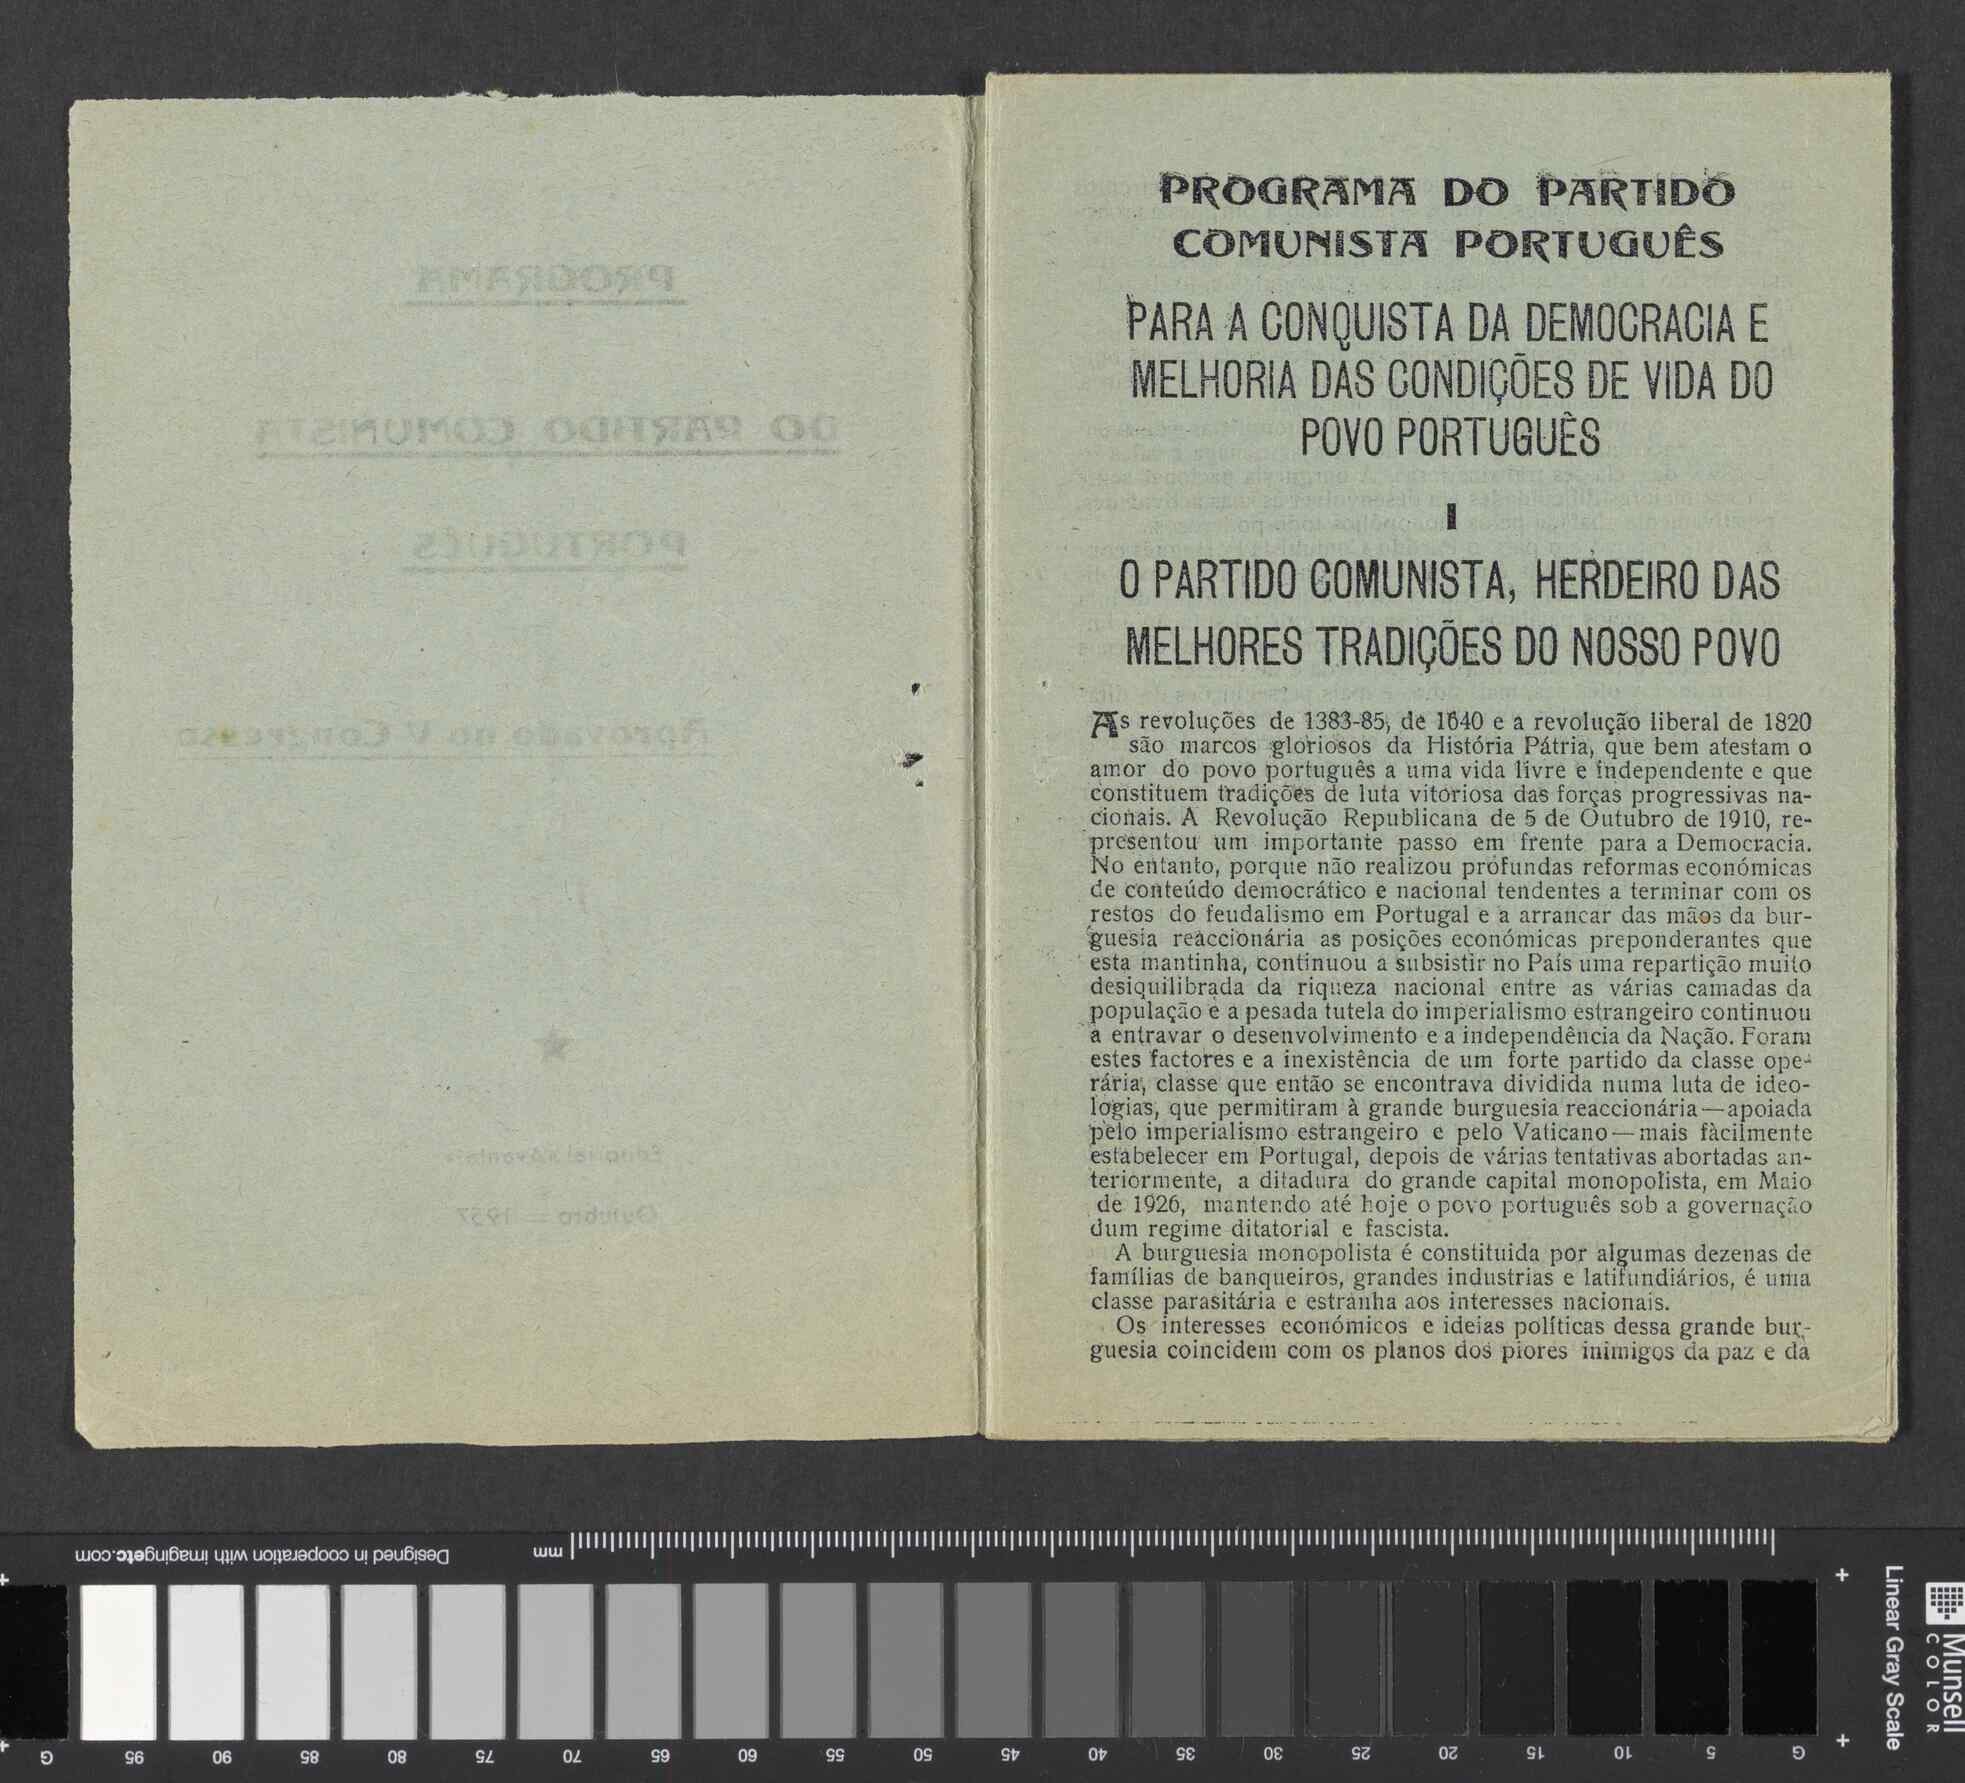 PROGRAMA
DO PARTIDO COMUNISTA
PORTUGUÊS
Aprovado no V Congresso
Editorial «Avante!»
Outubro — 1957
PROGRAMA DO PARTIDO
COMUNISTA PORTUGUÊS
PARA A CONQUISTA DA DEMOCRACIA E
MELHORIA DAS CONDIÇÕES DE VIDA DO
POVO PORTUGUÊS
I
O PARTIDO COMUNISTA, HERDEIRO DAS
MELHORES TRADIÇÕES DO NOSSO POVO
As revoluções de 1383-85, de 1640 e a revolução liberal de 1820
são marcos gloriosos da História Pátria, que bem atestam o
amor do povo português a uma vida livre e independente e que
constituem tradições de luta vitoriosa das forças progressivas na-
cionais. A Revolução Republicana de 5 de Outubro de 1910, re-
presentou um importante passo em frente para a Democracia.
No entanto, porque não realizou profundas reformas económicas
de conteúdo democrático e nacional tendentes a terminar com os
restos do feudalismo em Portugal e a arrancar das mãos da bur-
guesia reaccionária as posições económicas preponderantes que
esta mantinha, continuou a subsistir no País uma repartição muito
desiquilibrada da riqueza nacional entre as várias camadas da
população e a pesada tutela do imperialismo estrangeiro continuou
a entravar o desenvolvimento e a independência da Nação. Foram
estes factores e a inexistência de um forte partido da classe ope-
rária, classe que então se encontrava dividida numa luta de ideo-
logias, que permitiram à grande burguesia reaccionária—apoiada
pelo imperialismo estrangeiro e pelo Vaticano—mais fàcilmente
estabelecer em Portugal, depois de várias tentativas abortadas an-
teriormente, a ditadura do grande capital monopolista, em Maio
de 1926, mantendo até hoje o povo português sob a governação
dum regime ditatorial e fascista.
A burguesia monopolista é constituida por algumas dezenas de
famílias de banqueiros, grandes industrias e latifundiários, é uma
classe parasitária e estranha aos interesses nacionais.
Os interesses económicos e ideias políticas dessa grande bur-
guesia coincidem com os planos dos piores inimigos da paz e da
Designed in cooperation with imagingetc.com
mm
G 95 90 85 80 75 70 65 60 55 50 45 40 35 30 25 20 15 10 5 G
Linear Gray Scale
Munsell
COLOR